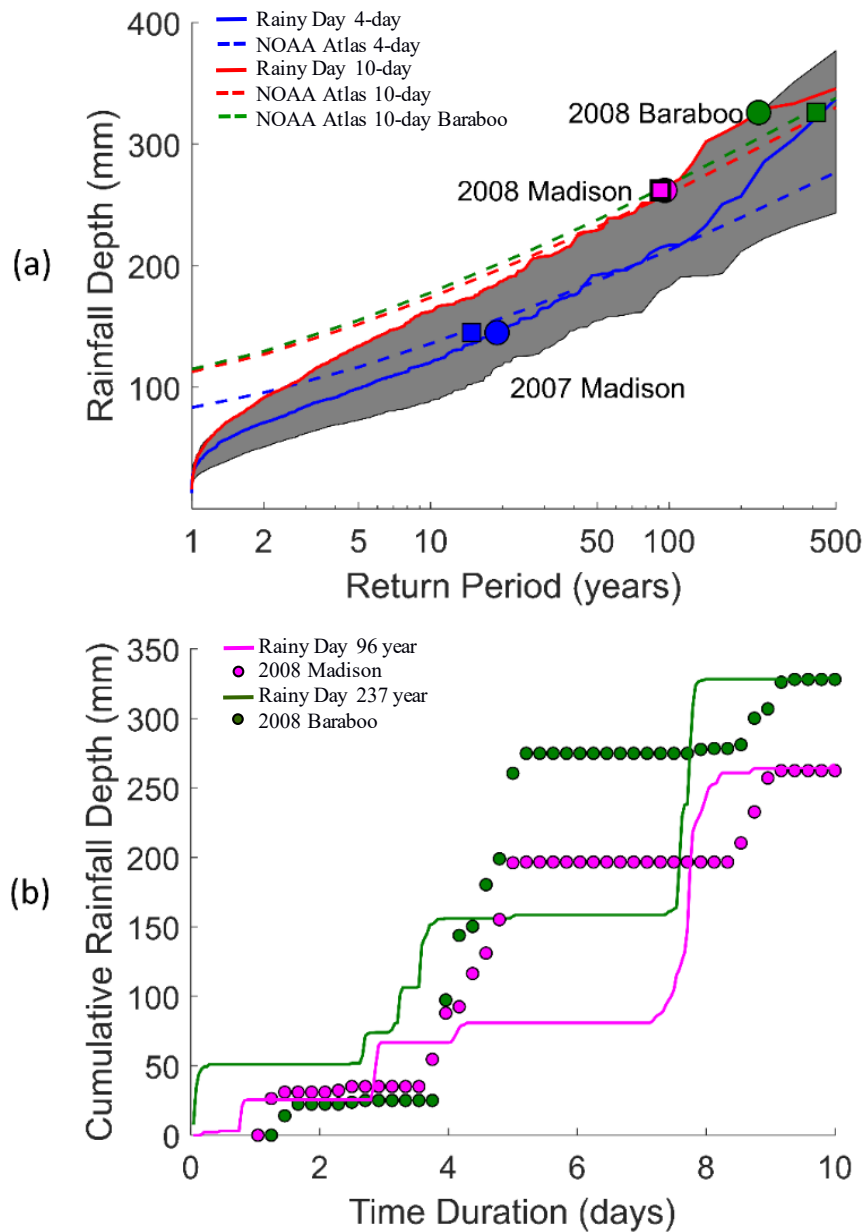 (a)
Rainfall Depth (mm)
400
300
200
100
Rainy Day 4-day
NOAA Atlas 4-day
Rainy Day 10-day
NOAA Atlas 10-day
NOAA Atlas 10-day Baraboo
2008 Baraboo
2008 Madison
2007 Madison
1 2 5 10 50 100 500
Return Period (years)
(b)
Cumulative Rainfall Depth (mm)
350
300
250
200
150
100
50
0
Rainy Day 96 year
2008 Madison
Rainy Day 237 year
2008 Baraboo
0 2 4 6 8 10
Time Duration (days)